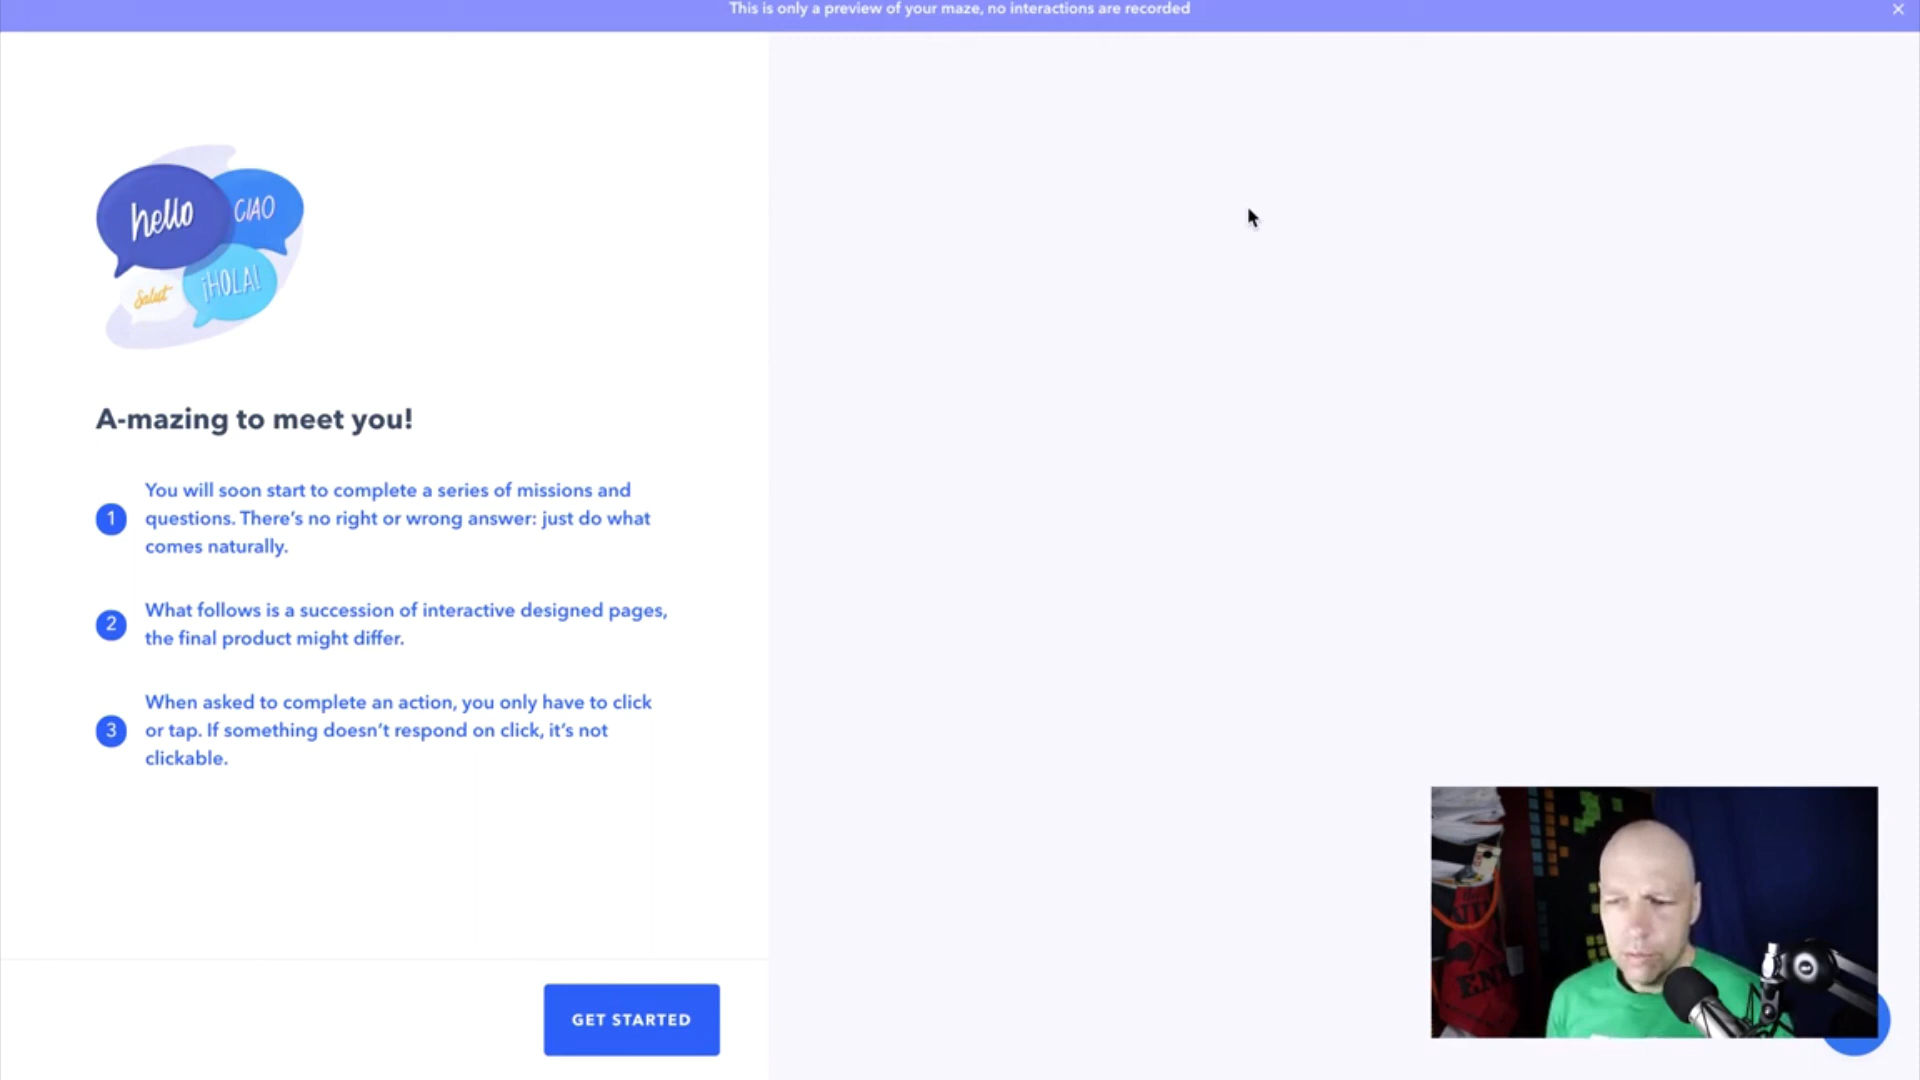 This is only a preview of your maze, no interactions are recorded
hello
CIAO
¡HOLA!
Salut
A-mazing to meet you!
1
You will soon start to complete a series of missions and
questions. There's no right or wrong answer: just do what
comes naturally.
2
What follows is a succession of interactive designed pages,
the final product might differ.
3
When asked to complete an action, you only have to click
or tap. If something doesn't respond on click, it's not
clickable.
GET STARTED